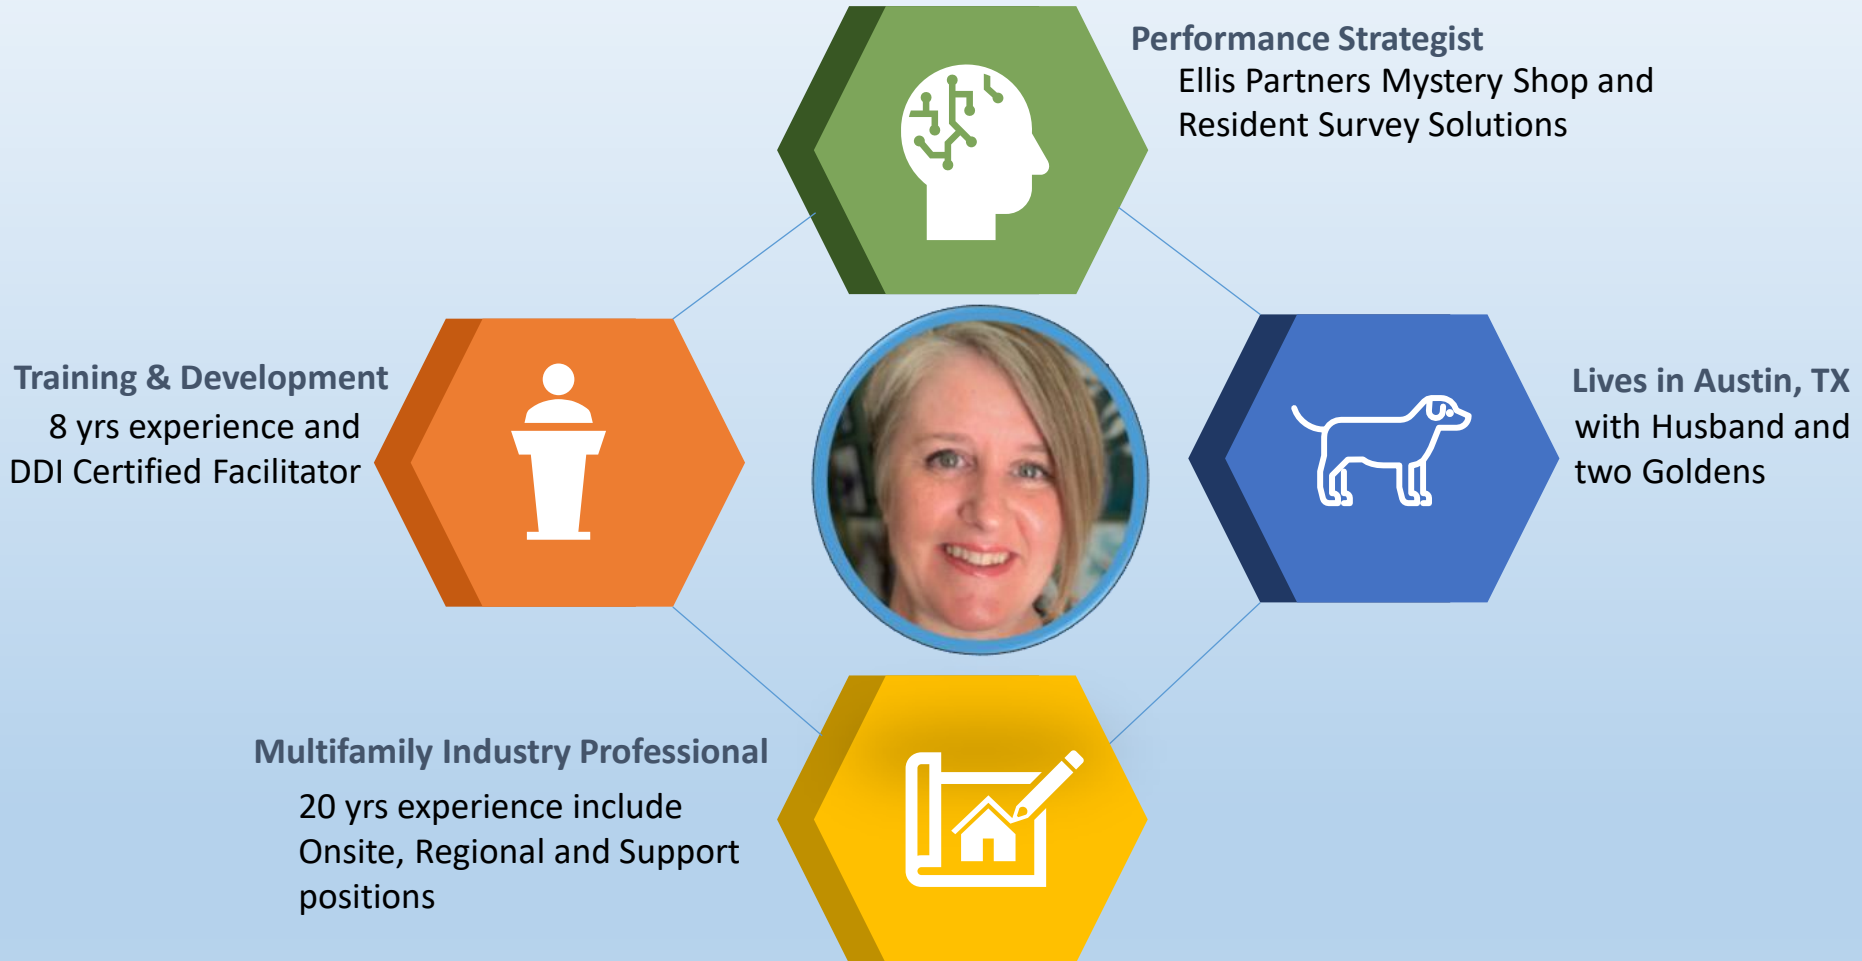 Performance Strategist
Ellis Partners Mystery Shop and
Resident Survey Solutions
Training & Development
8 yrs experience and
DDI Certified Facilitator
Lives in Austin, TX
with Husband and
two Goldens
Multifamily Industry Professional
20 yrs experience include
Onsite, Regional and Support
positions